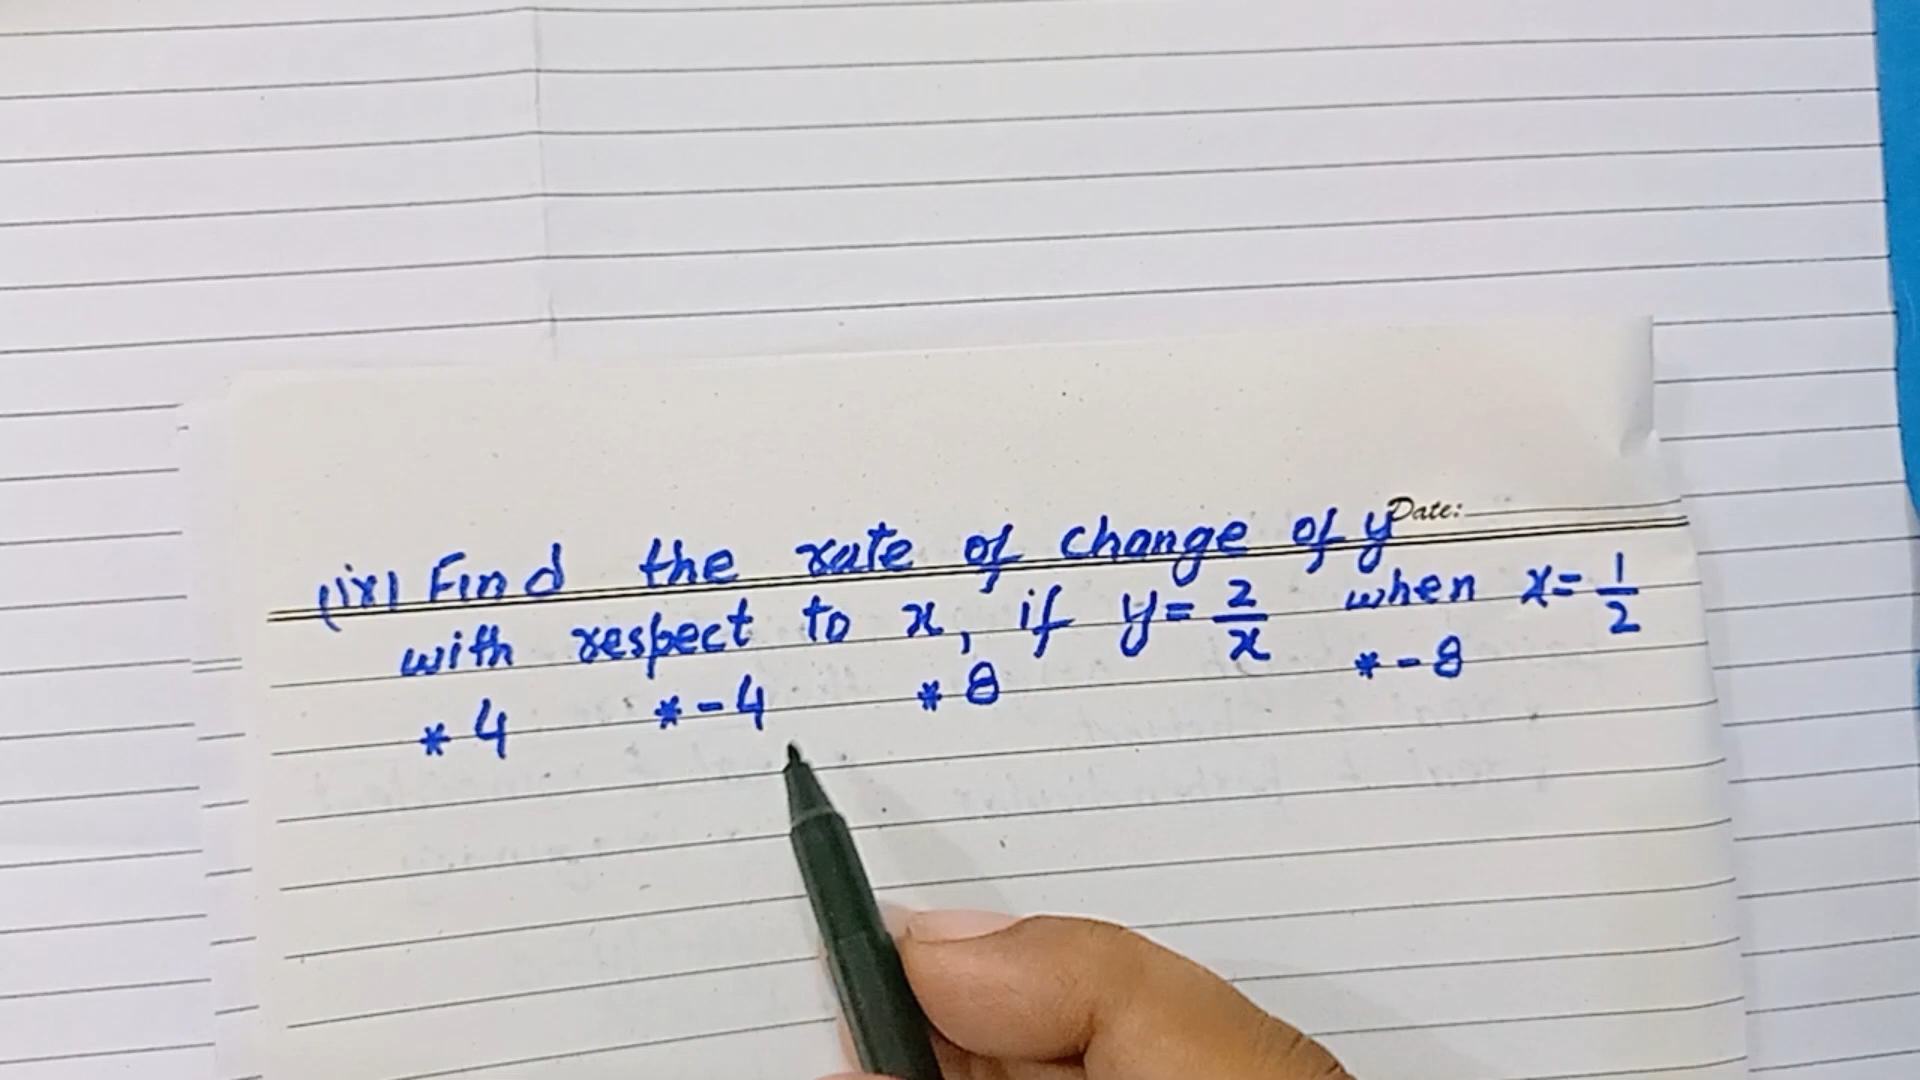 Date:
(ix) Find the rate of change of y
with respect to x, if y = 2/x when x = 1/2
* 4 * -4 * 8 * -8